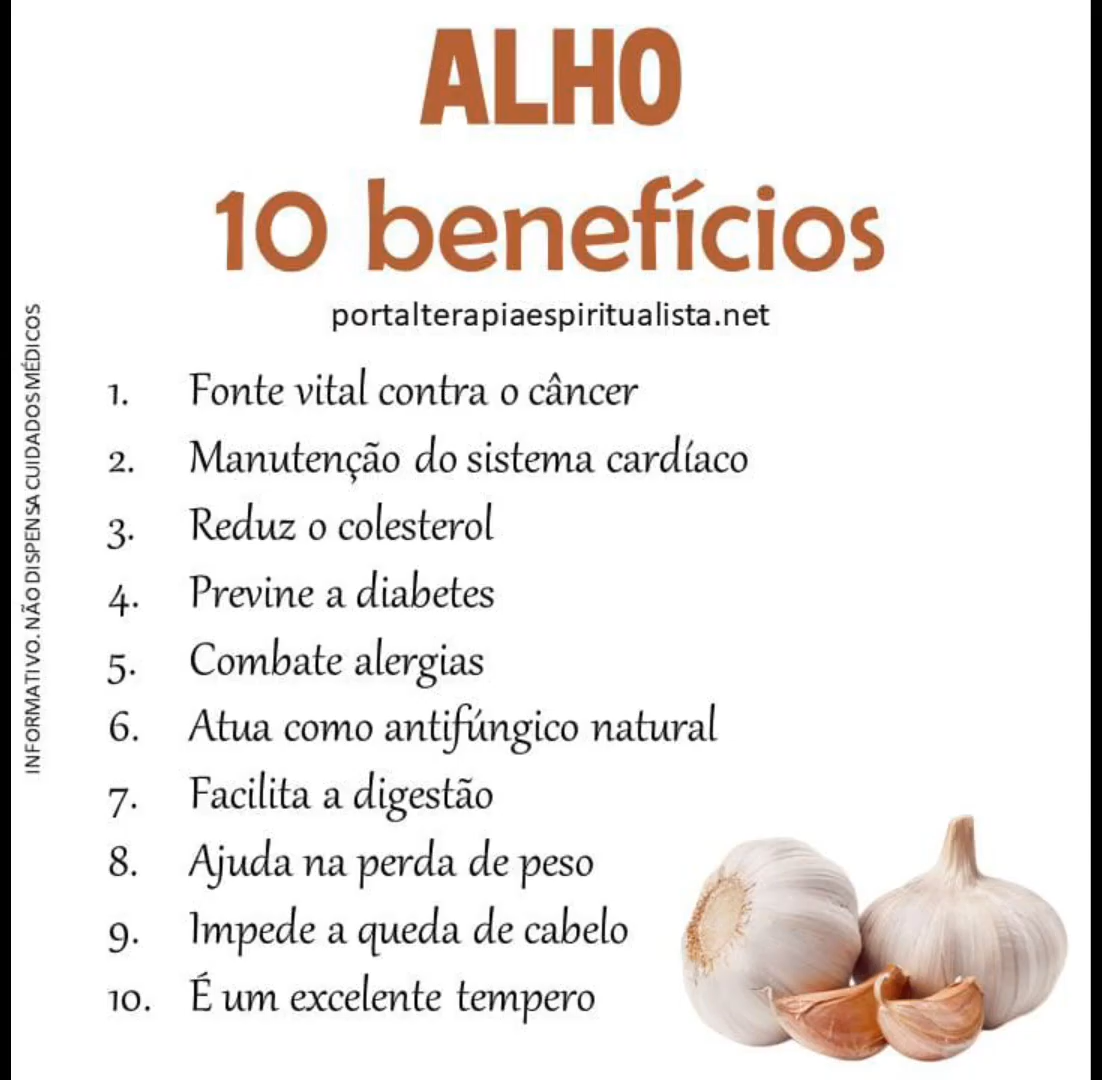 ALHO
10 benefícios
portalterapiaespiritualista.net
1. Fonte vital contra o câncer
2. Manutenção do sistema cardíaco
3. Reduz o colesterol
4. Previne a diabetes
5. Combate alergias
6. Atua como antifúngico natural
7. Facilita a digestão
8. Ajuda na perda de peso
9. Impede a queda de cabelo
10. É um excelente tempero
INFORMATIVO. NÃO DISPENSA CUIDADOS MÉDICOS